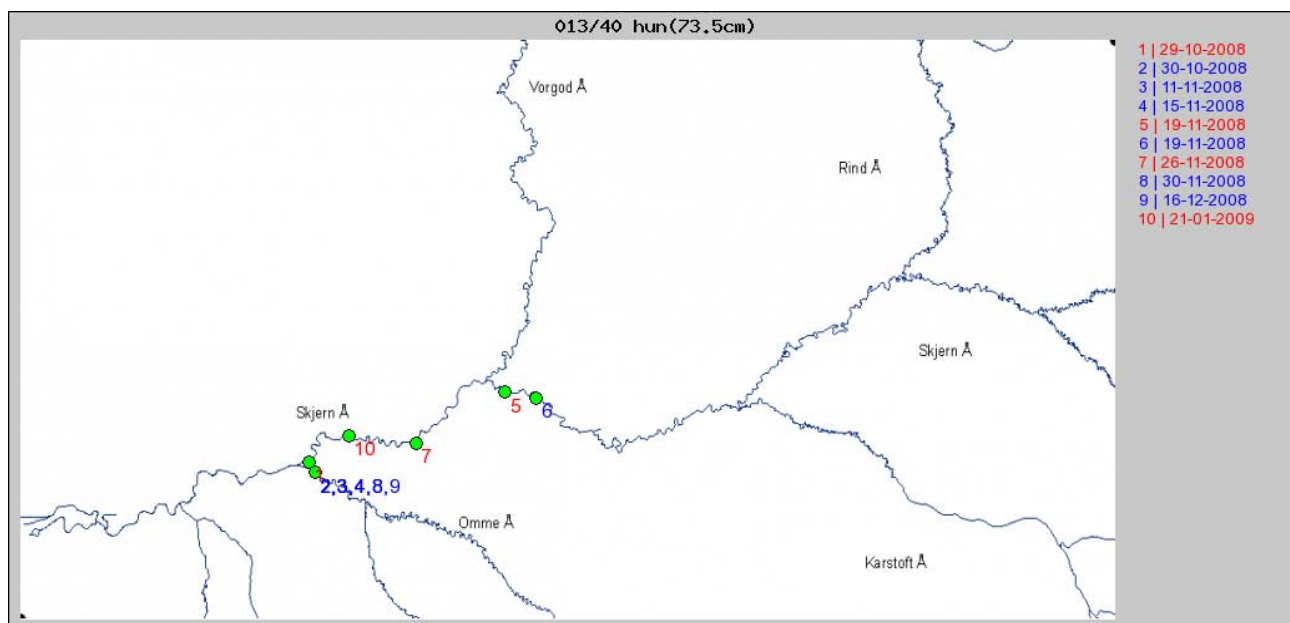 013/40 hun(73.5cm)
Vorgod Å
Rind Å
Skjern Å
Skjern Å
Omme Å
Karstoft Å
5
6
10
7
2,3,4,8,9
1 | 29-10-2008
2 | 30-10-2008
3 | 11-11-2008
4 | 15-11-2008
5 | 19-11-2008
6 | 19-11-2008
7 | 26-11-2008
8 | 30-11-2008
9 | 16-12-2008
10 | 21-01-2009